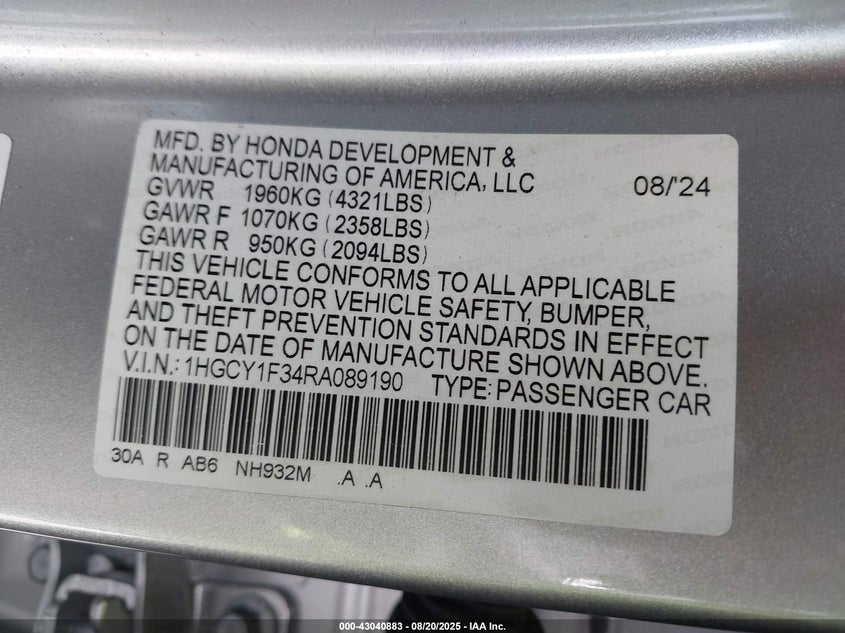 MFD. BY HONDA DEVELOPMENT &
MANUFACTURING OF AMERICA, LLC 08/'24
GVWR 1960KG (4321LBS)
GAWR F 1070KG (2358LBS)
GAWR R 950KG (2094LBS)
THIS VEHICLE CONFORMS TO ALL APPLICABLE
FEDERAL MOTOR VEHICLE SAFETY, BUMPER,
AND THEFT PREVENTION STANDARDS IN EFFECT
ON THE DATE OF MANUFACTURE SHOWN ABOVE.
V.I.N.: 1HGCY1F34RA089190 TYPE: PASSENGER CAR
30A R AB6 NH932M .A .A
000-43040883 - 08/20/2025 - IAA Inc.